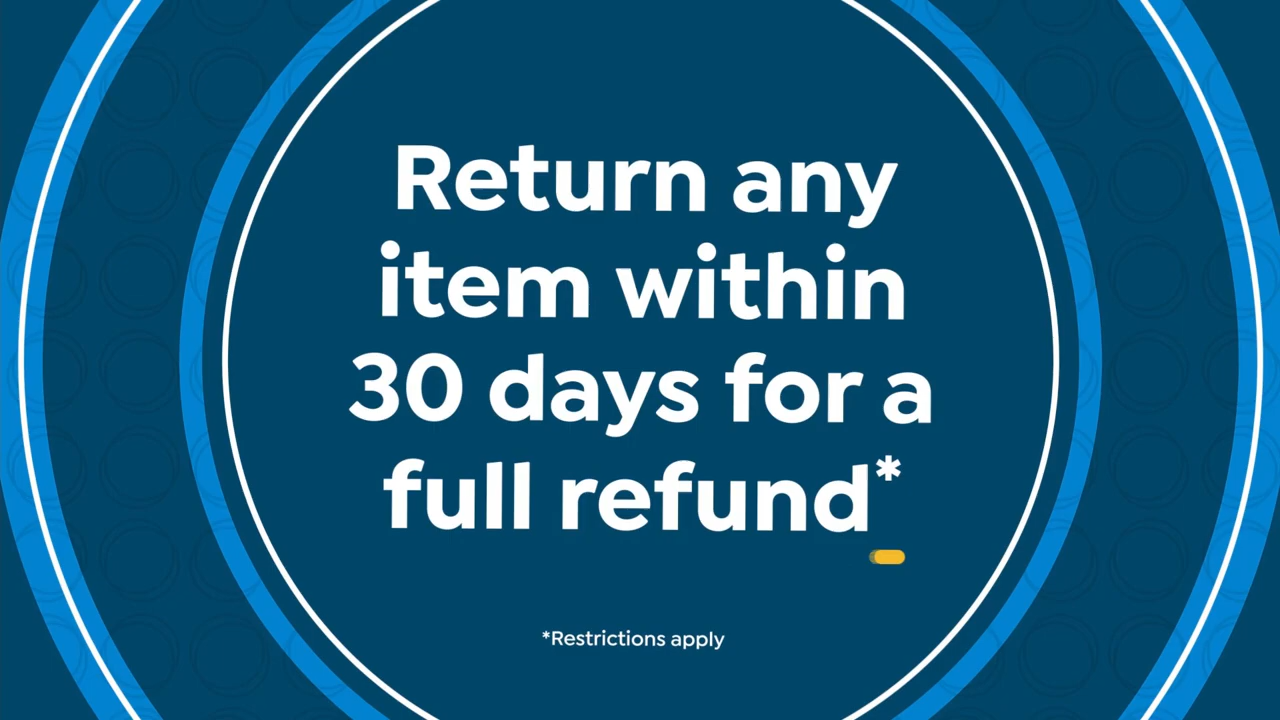 Return any
item within
30 days for a
full refund*
*Restrictions apply